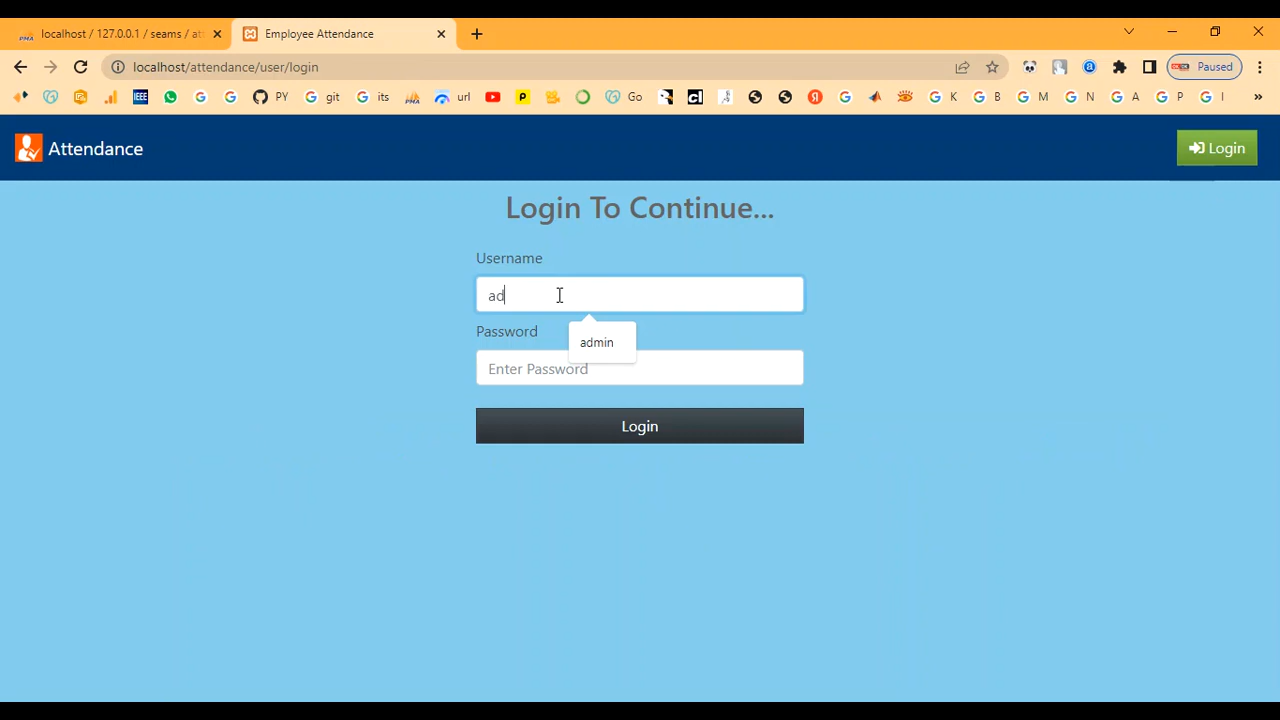 localhost / 127.0.0.1 / seams / at
Employee Attendance
localhost/attendance/user/login
Paused
IEEE
PY
git
its
url
Go
K
B
M
N
A
P
I
»
Attendance
Login
Login To Continue...
Username
ad
admin
Password
Enter Password
Login